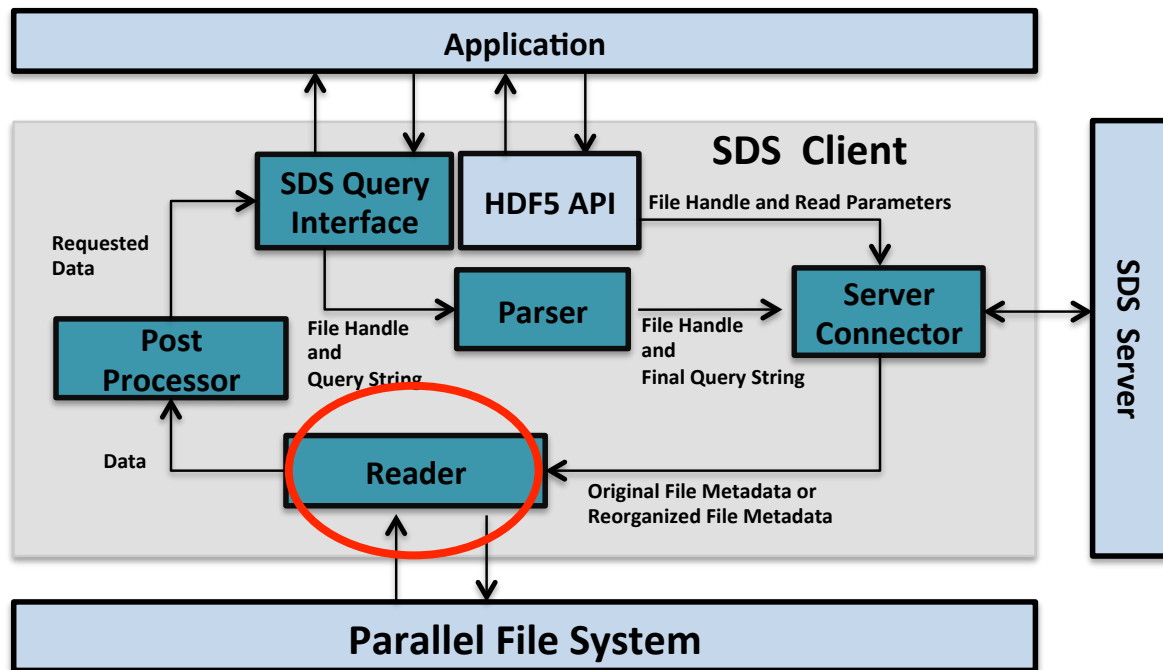 Application
SDS Client
SDS Query
Interface
HDF5 API
File Handle and Read Parameters
Requested
Data
Parser
Server
Connector
SDS Server
File Handle
and
Query String
File Handle
and
Final Query String
Post
Processor
Data
Reader
Original File Metadata or
Reorganized File Metadata
Parallel File System